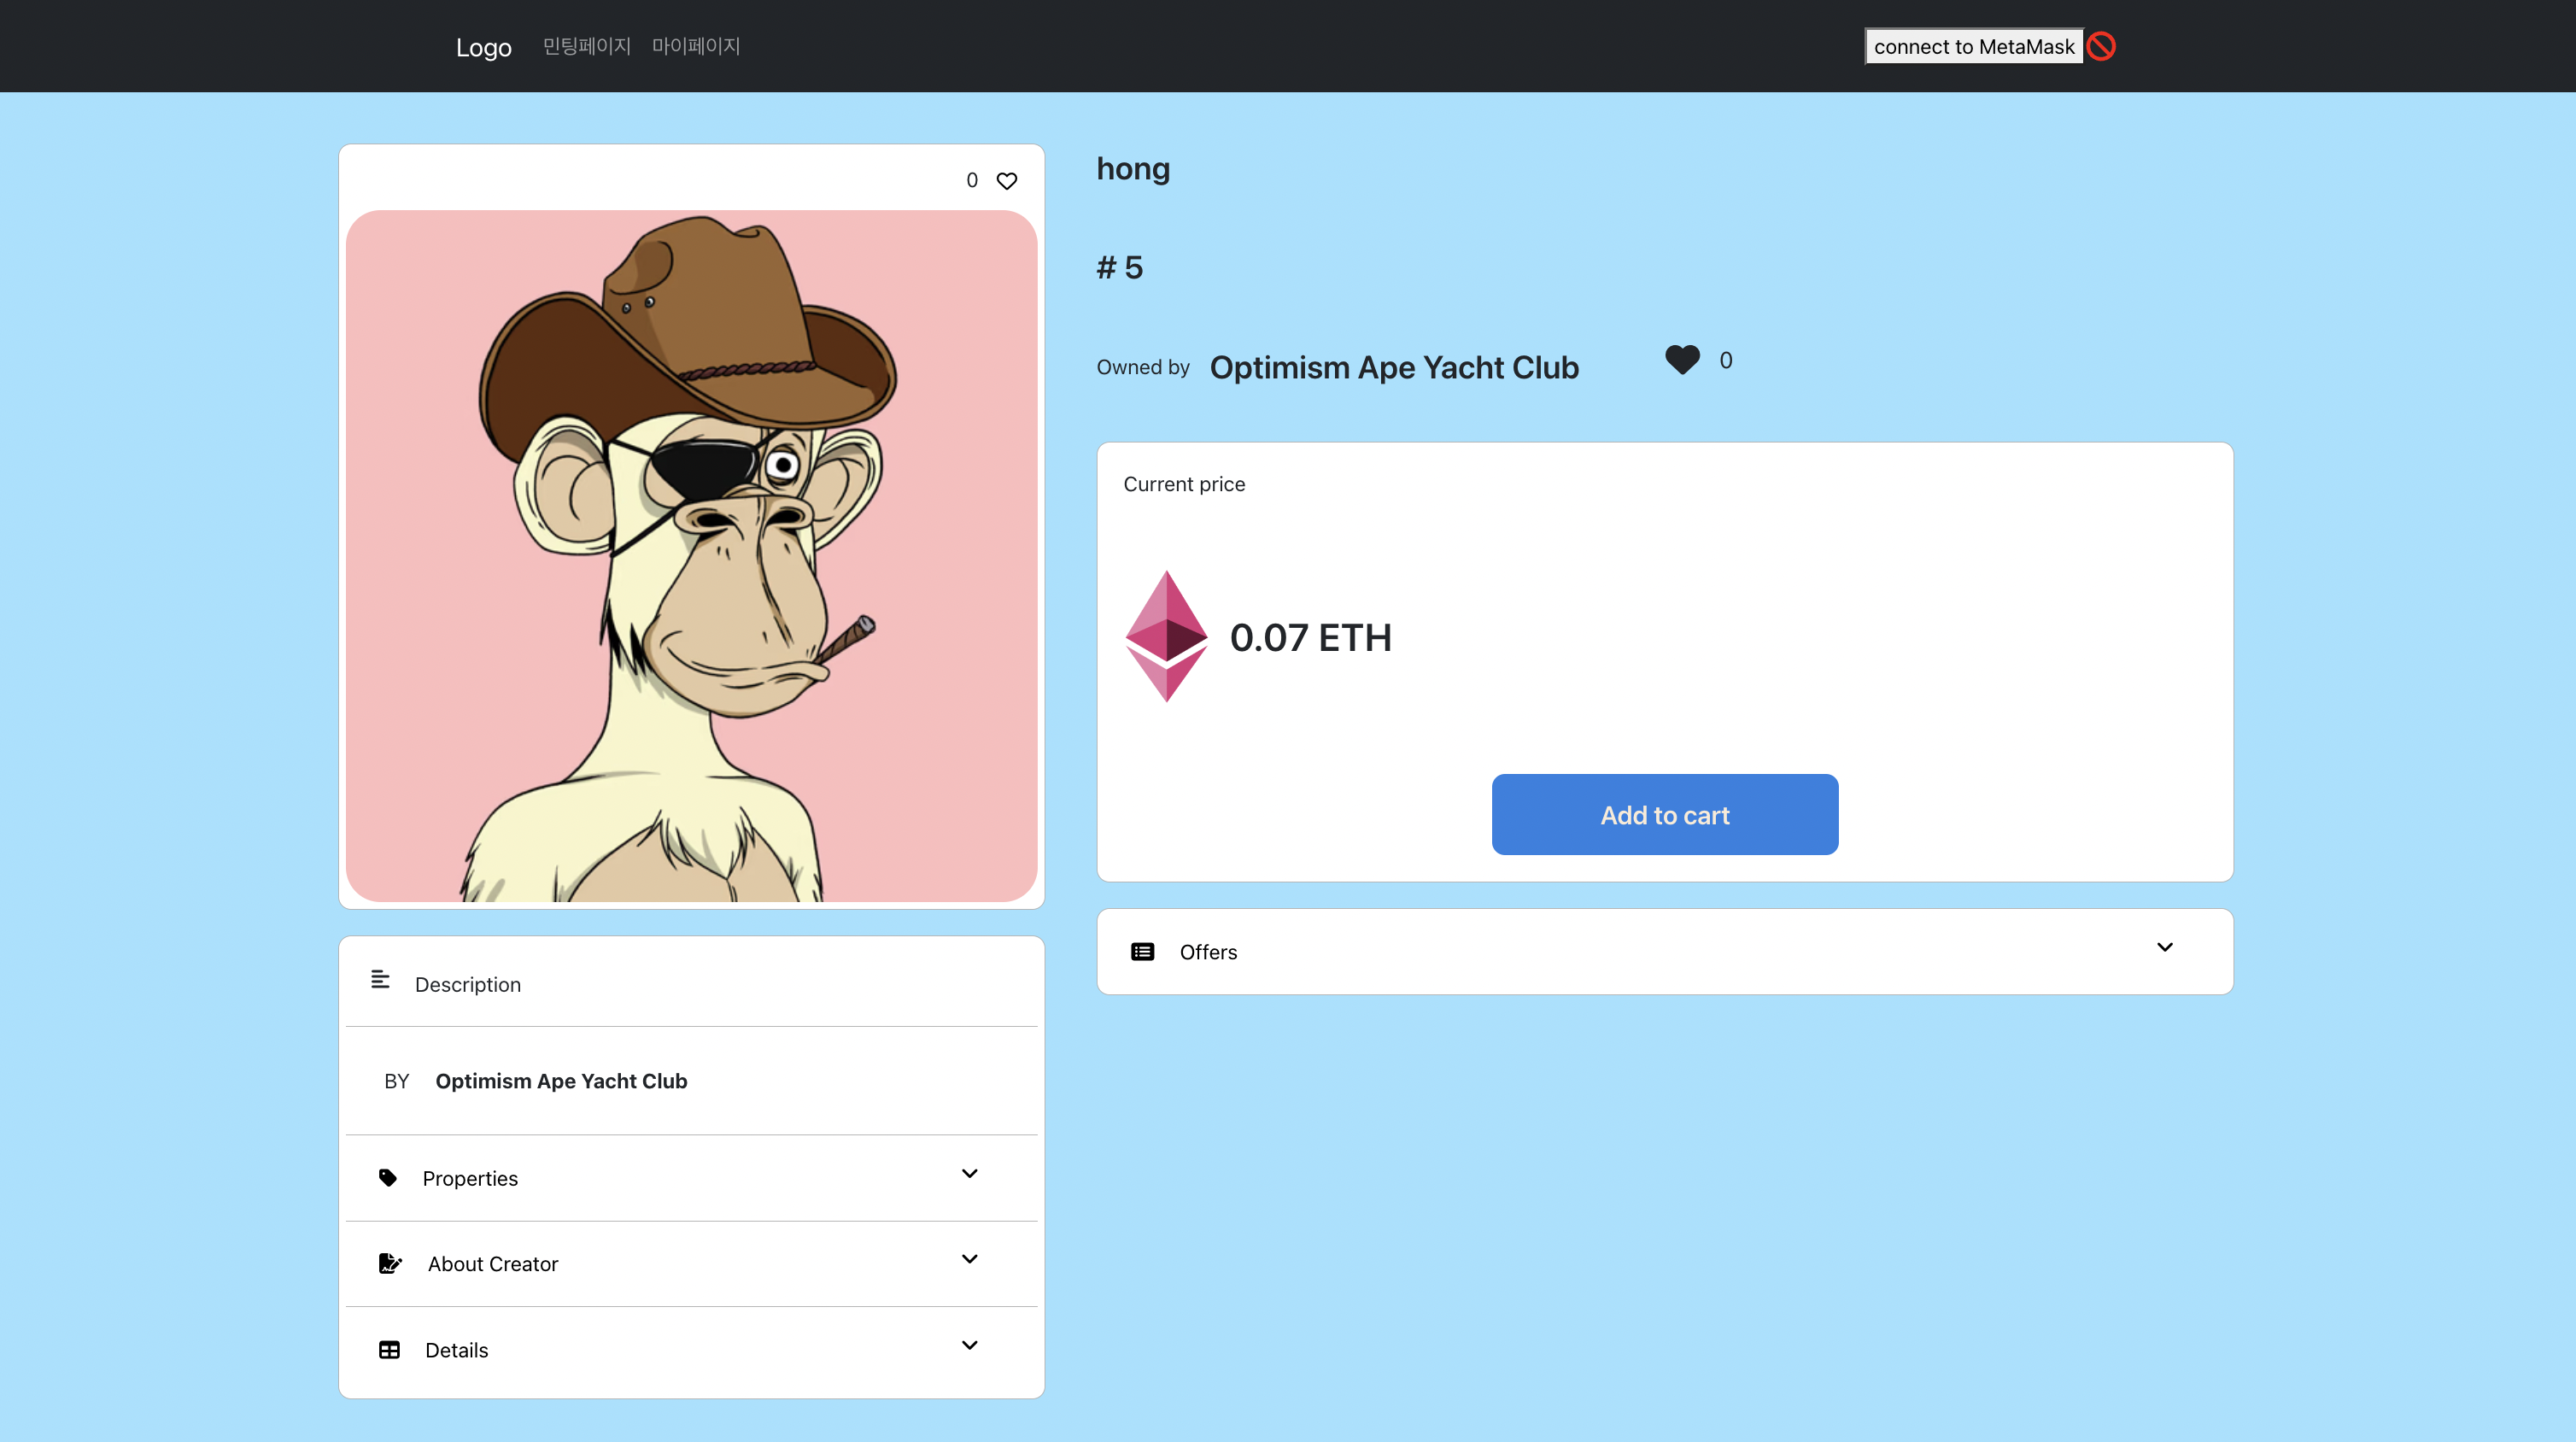 Logo 민팅페이지 마이페이지 connect to MetaMask
0
hong
# 5
Owned by Optimism Ape Yacht Club 0
Current price
0.07 ETH
Add to cart
Offers
Description
BY Optimism Ape Yacht Club
Properties
About Creator
Details